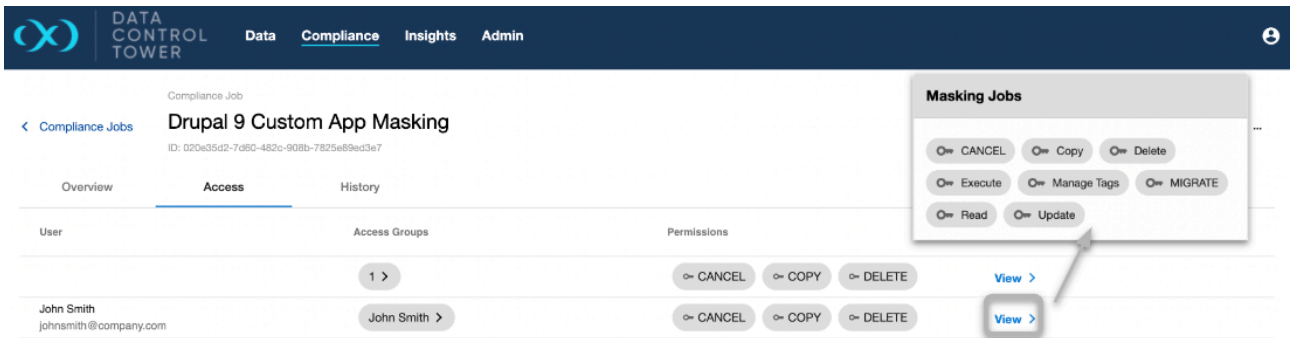 DATA
CONTROL
TOWER
Data Compliance Insights Admin
Compliance Job
Compliance Jobs
Drupal 9 Custom App Masking
ID: 020e35d2-7d60-482c-908b-7825e89ed3e7
...
Overview Access History
Masking Jobs
CANCEL Copy Delete
Execute Manage Tags MIGRATE
Read Update
User Access Groups Permissions
1 CANCEL COPY DELETE View
John Smith
johnsmith@company.com
John Smith CANCEL COPY DELETE View